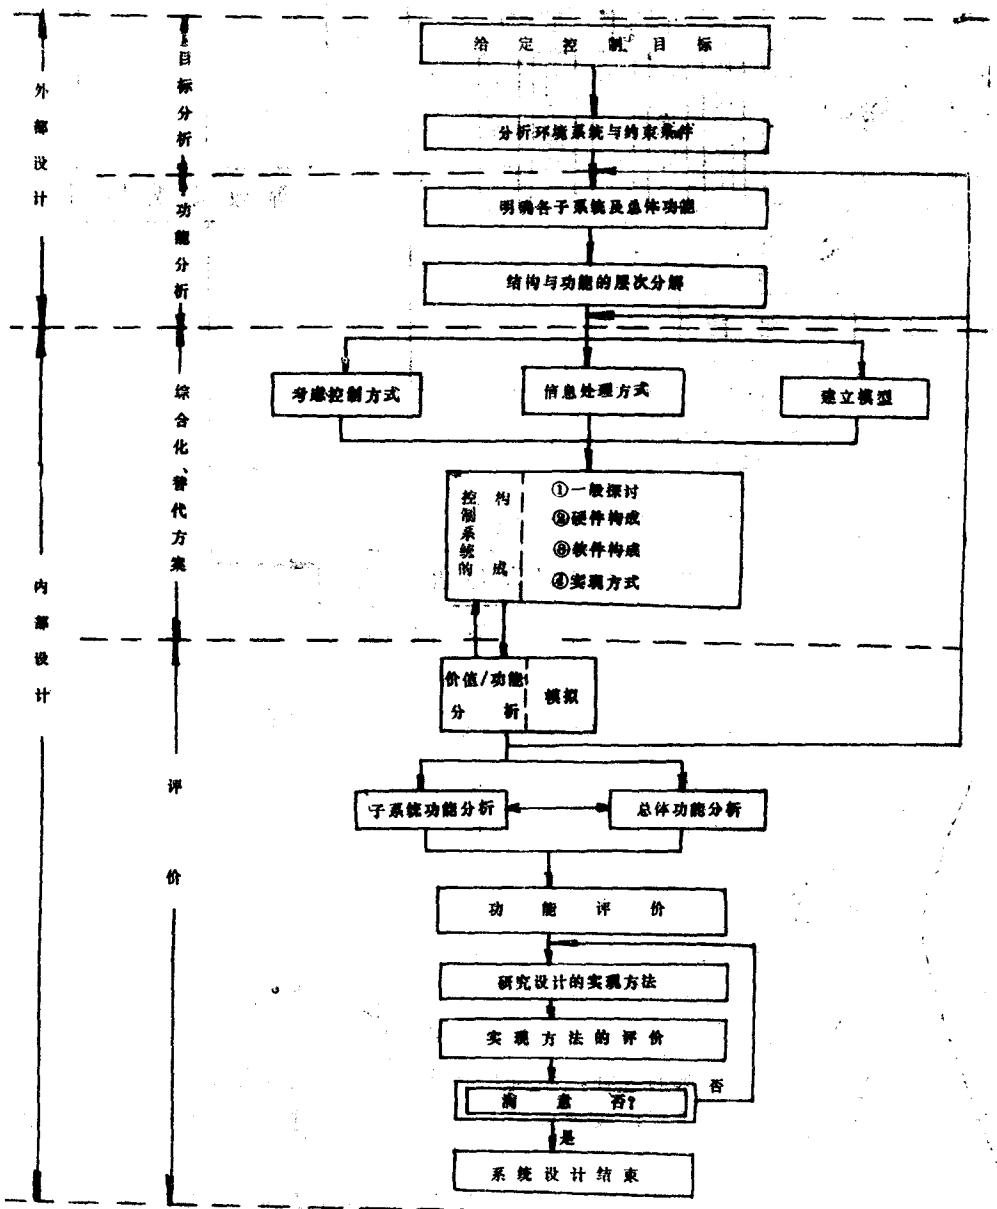 给定控制目标
外部设计
目标分析
分析环境系统与约束条件
功能分析
明确各子系统及总体功能
结构与功能的层次分解
内部设计
综合化、替代方案
考虑控制方式
信息处理方式
建立模型
控制系统的构成
①一般探讨
②硬件构成
③软件构成
④实现方式
评价
价值/功能
分析
模拟
子系统功能分析
总体功能分析
功能评价
研究设计的实现方法
实现方法的评价
满意否?
否
是
系统设计结束